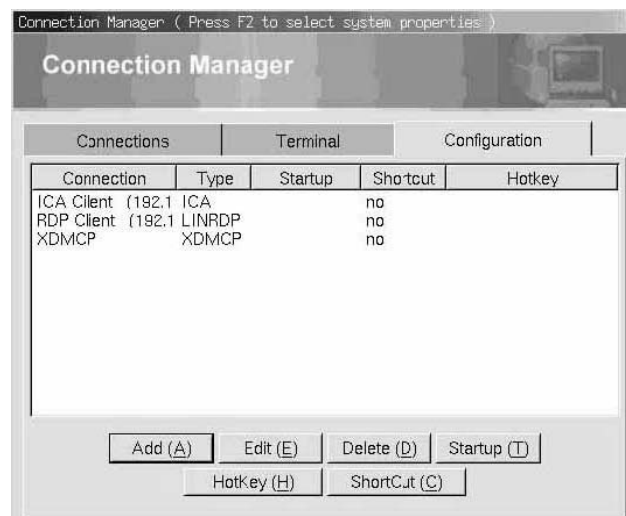 Connection Manager ( Press F2 to select system properties )
Connection Manager
Connections Terminal Configuration
Connection Type Startup Shortcut Hotkey
ICA Cilent (192.1 ICA no
RDP Client (192.1 LINRDP no
XDMCP XDMCP no
Add (A) Edit (E) Delete (D) Startup (T)
HotKey (H) ShortCut (C)